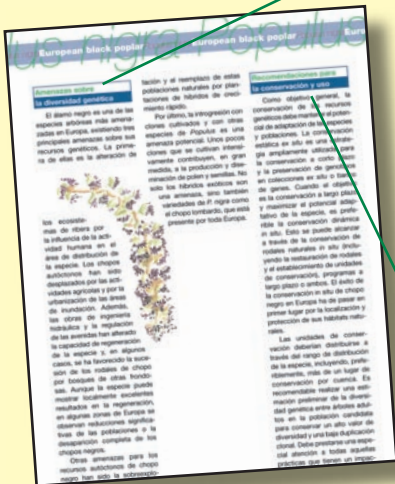 us nigra Populus
European black poplar
European black poplar
Euro
Amenazas sobre
la diversidad genética
El álamo negro es una de las
especies arbóreas más amena-
zadas en Europa, existiendo tres
principales amenazas sobre sus
recursos genéticos. La prime-
ra de ellas es la alteración de
los ecosiste-
mas de ribera por
la influencia de la acti-
vidad humana en el
área de distribución de
la especie. Los chopos
autóctonos han sido
desplazados por las acti-
vidades agrícolas y por la
urbanización de las áreas
de inundación. Además,
las obras de ingeniería
hidráulica y la regulación
de las avenidas han alterado
la capacidad de regeneración
de la especie y, en algunos
casos, se ha favorecido la suce-
sión de los rodales de chopo
por bosques de otras frondo-
sas. Aunque la especie puede
mostrar localmente excelentes
resultados en la regeneración,
en algunas zonas de Europa se
observan reducciones significa-
tivas de las poblaciones o la
desaparición completa de los
chopos negros.
Otras amenazas para los
recursos autóctonos de chopo
negro han sido la sobreexplo-
tación y el reemplazo de estas
poblaciones naturales por plan-
taciones de híbridos de creci-
miento rápido.
Por último, la introgresión con
clones cultivados y con otras
especies de Populus es una
amenaza potencial. Unos pocos
clones que se cultivan intensi-
vamente contribuyen, en gran
medida, a la producción y dise-
minación de polen y semillas. No
solo los híbridos exóticos son
una amenaza, sino también
variedades de P. nigra como
el chopo lombardo, que está
presente por toda Europa.
Recomendaciones para
la conservación y uso
Como objetivo general, la
conservación de los recursos
genéticos debe mantener el poten-
cial de adaptación de las especies
y poblaciones. La conservación
estática ex situ es una estrate-
gia ampliamente utilizada para
la conservación a corto plazo
y la preservación de genotipos
en colecciones ex situ o bancos
de genes. Cuando el objetivo
es la conservación a largo plazo
y maximizar el potencial adap-
tativo de la especie, es prefe-
rible la conservación dinámica
in situ. Esto se puede alcanzar
a través de la conservación de
rodales naturales in situ (inclu-
yendo la restauración de rodales
y el establecimiento de unidades
de conservación), programas a
largo plazo o ambos. El éxito de
la conservación in situ de chopo
negro en Europa ha de pasar en
primer lugar por la localización y
protección de sus hábitats natu-
rales.
Las unidades de conser-
vación deberían distribuirse a
través del rango de distribución
de la especie, incluyendo, prefe-
riblemente, más de un lugar de
conservación por cuenca. Es
recomendable realizar una esti-
mación preliminar de la diversi-
dad genética entre árboles adul-
tos en la población candidata
para conservar un alto valor de
diversidad y una baja duplicación
clonal. Debe prestarse una espe-
cial atención a todas aquellas
prácticas que tienen un impac-